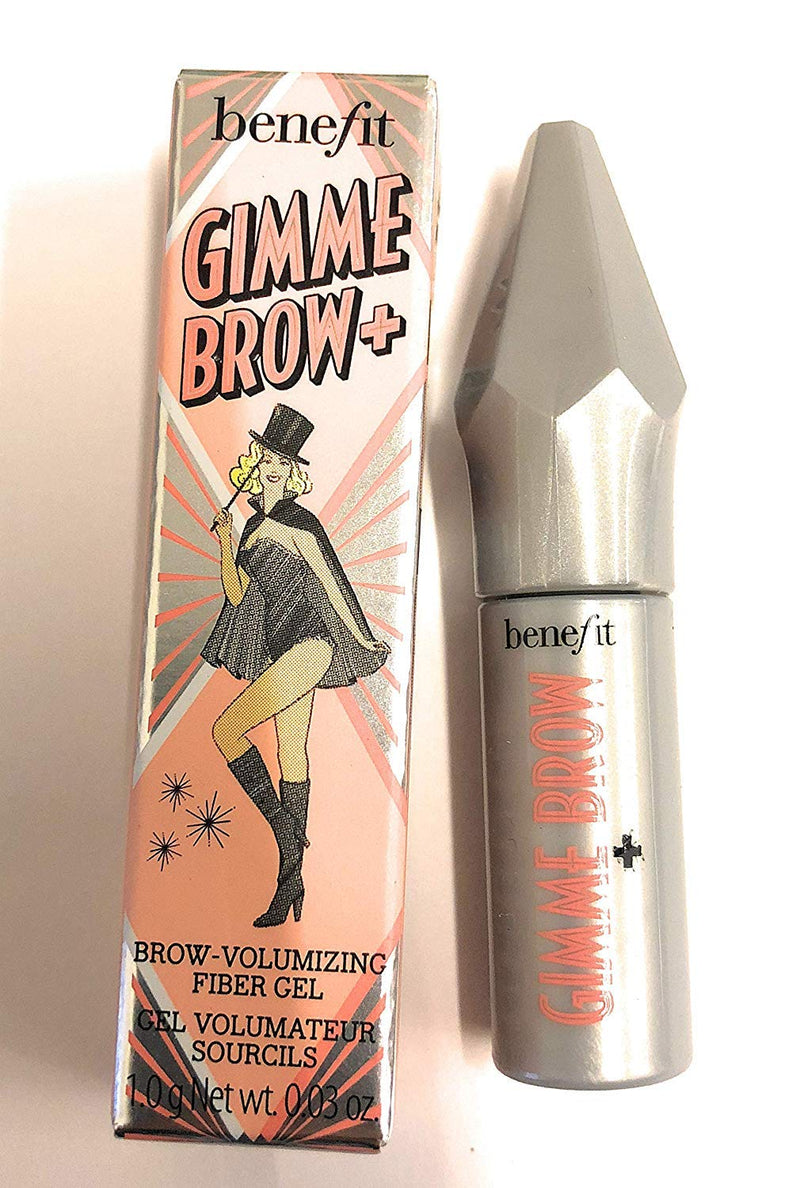 benefit
GIMME
BROW+
BROW-VOLUMIZING
FIBER GEL
GEL VOLUMATEUR
SOURCILS
1.0 g Net wt. 0.03 oz.
benefit
GIMME BROW
+